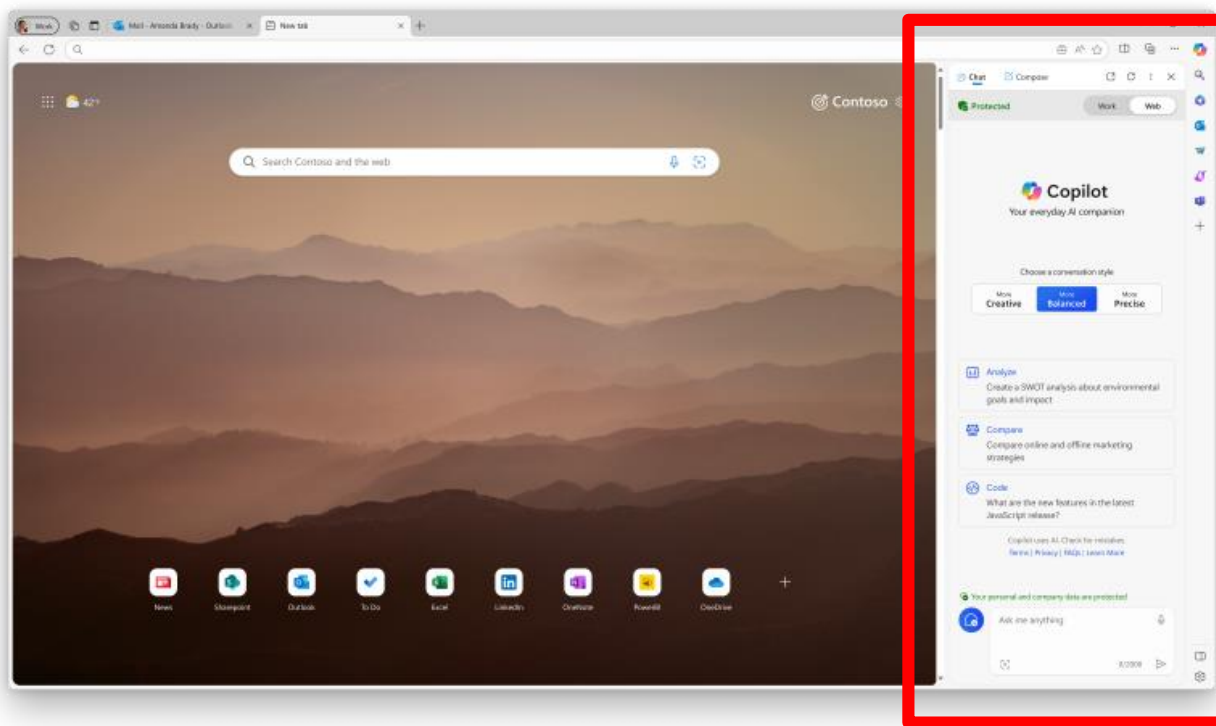 Work
Mail - Amanda Brady - Outlook
New tab
42°
Contoso
Search Contoso and the web
News
Sharepoint
Outlook
To Do
Excel
LinkedIn
OneNote
PowerBI
OneDrive
Chat
Compose
Protected
Work
Web
Copilot
Your everyday AI companion
Choose a conversation style
More Creative
More Balanced
More Precise
Analyze
Create a SWOT analysis about environmental
goals and impact
Compare
Compare online and offline marketing
strategies
Code
What are the new features in the latest
JavaScript release?
Copilot uses AI. Check for mistakes.
Terms | Privacy | FAQs | Learn More
Your personal and company data are protected
Ask me anything
0/2000